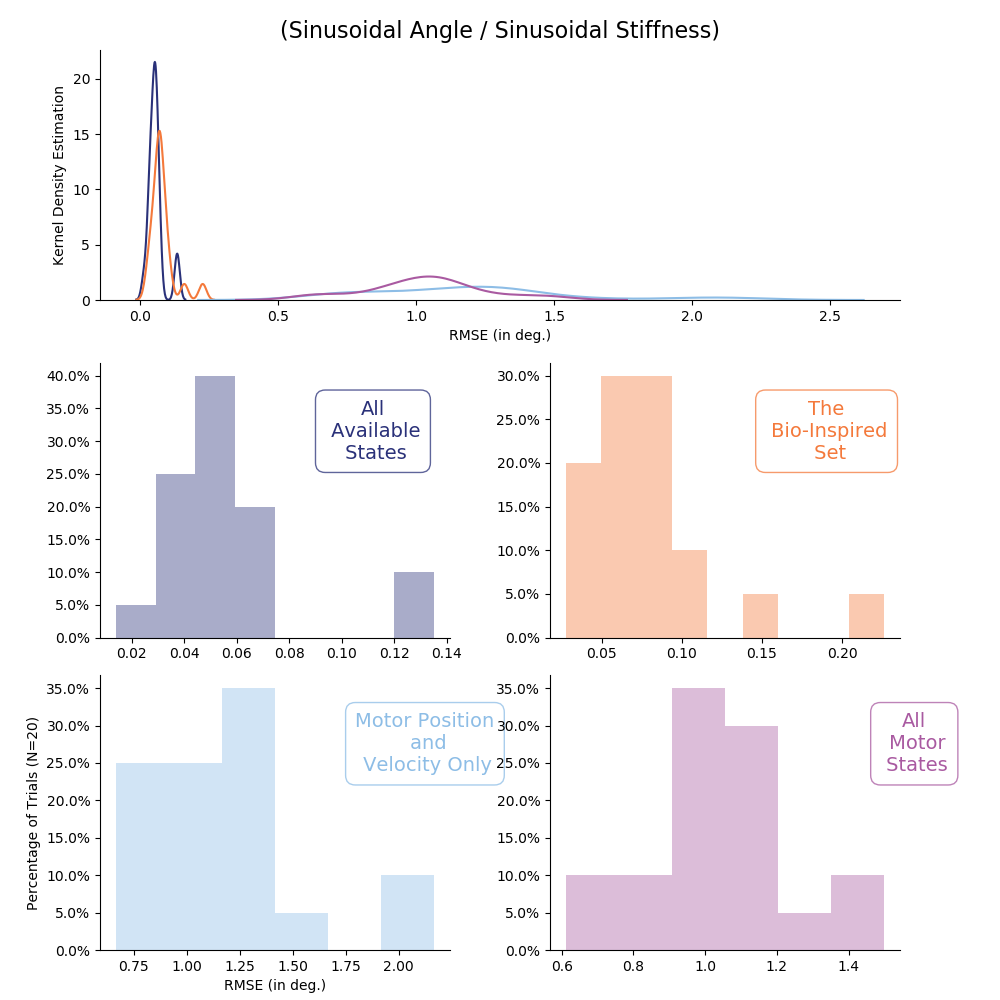 (Sinusoidal Angle / Sinusoidal Stiffness)
Kernel Density Estimation
20
15
10
5
0
0.0 0.5 1.0 1.5 2.0 2.5
RMSE (in deg.)
40.0%
35.0%
30.0%
25.0%
20.0%
15.0%
10.0%
5.0%
0.0%
All
Available
States
0.02 0.04 0.06 0.08 0.10 0.12 0.14
30.0%
25.0%
20.0%
15.0%
10.0%
5.0%
0.0%
The
Bio-Inspired
Set
0.05 0.10 0.15 0.20
Percentage of Trials (N=20)
35.0%
30.0%
25.0%
20.0%
15.0%
10.0%
5.0%
0.0%
Motor Position
and
Velocity Only
0.75 1.00 1.25 1.50 1.75 2.00
RMSE (in deg.)
35.0%
30.0%
25.0%
20.0%
15.0%
10.0%
5.0%
0.0%
All
Motor
States
0.6 0.8 1.0 1.2 1.4